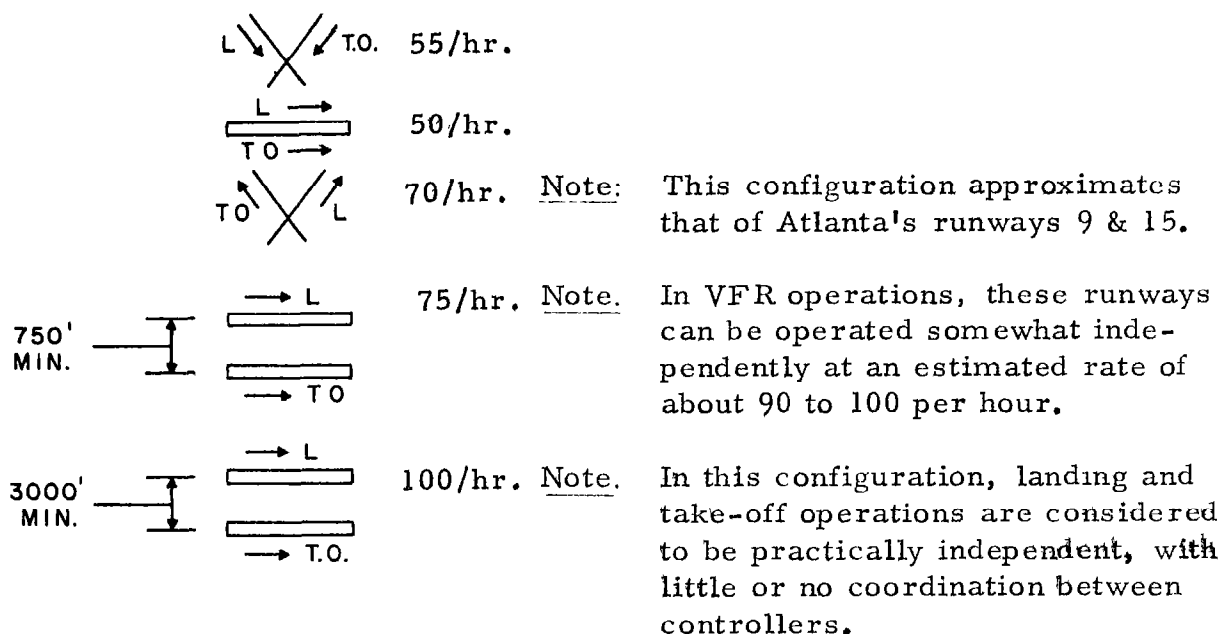 L T.O. 55/hr.
L
50/hr.
TO
TO L 70/hr. Note: This configuration approximates
that of Atlanta's runways 9 & 15.
L 75/hr. Note. In VFR operations, these runways
750' MIN. can be operated somewhat inde-
pendently at an estimated rate of
TO about 90 to 100 per hour.
L 100/hr. Note. In this configuration, landing and
3000' MIN. take-off operations are considered
to be practically independent, with
T.O. little or no coordination between
controllers.